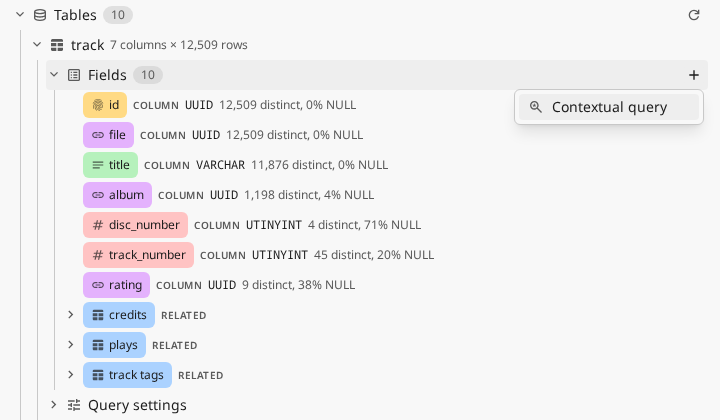 Tables 10
track 7 columns × 12,509 rows
Fields 10
id COLUMN UUID 12,509 distinct, 0% NULL
Contextual query
file COLUMN UUID 12,509 distinct, 0% NULL
title COLUMN VARCHAR 11,876 distinct, 0% NULL
album COLUMN UUID 1,198 distinct, 4% NULL
disc_number COLUMN UTINYINT 4 distinct, 71% NULL
track_number COLUMN UTINYINT 45 distinct, 20% NULL
rating COLUMN UUID 9 distinct, 38% NULL
credits RELATED
plays RELATED
track tags RELATED
Query settings